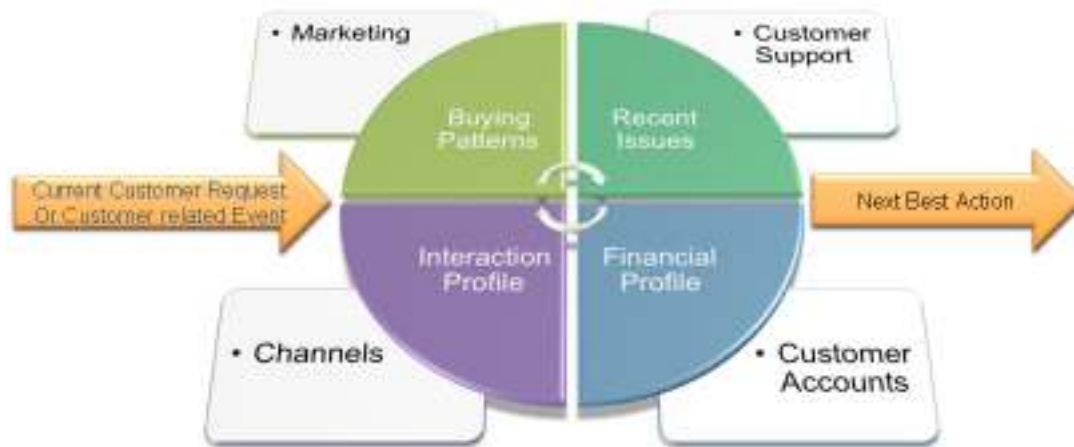 • Marketing
• Customer
Support
Buying
Patterns
Recent
Issues
Current Customer Request
Or Customer related Event
Next Best Action
Interaction
Profile
Financial
Profile
• Channels
• Customer
Accounts